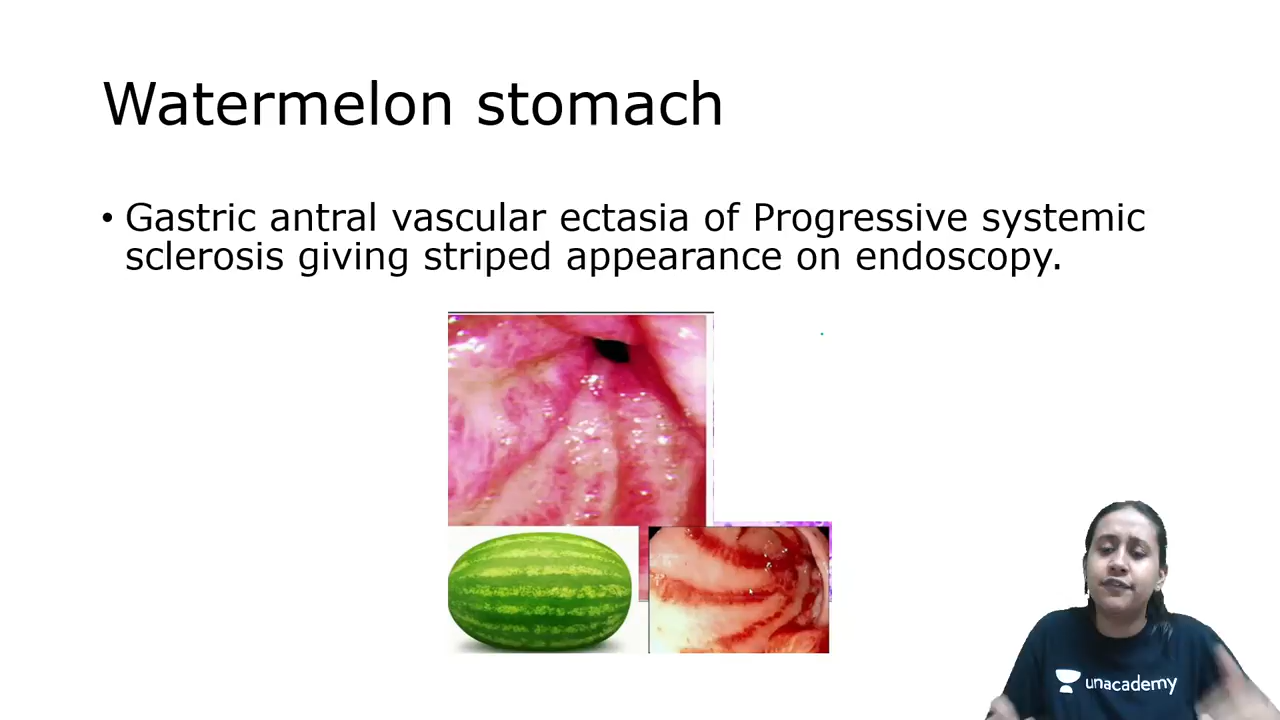 Watermelon stomach
• Gastric antral vascular ectasia of Progressive systemic
sclerosis giving striped appearance on endoscopy.
unacademy